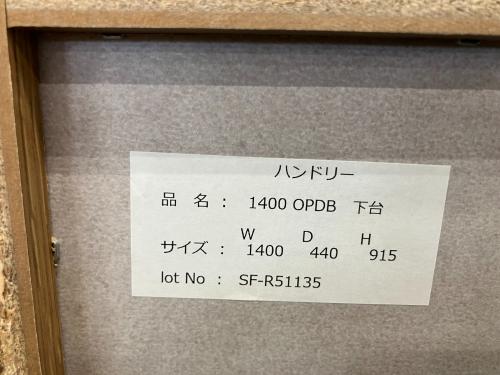 ハンドリー
品 名 : 1400 OPDB 下台
W D H
サイズ : 1400 440 915
lot No : SF-R51135